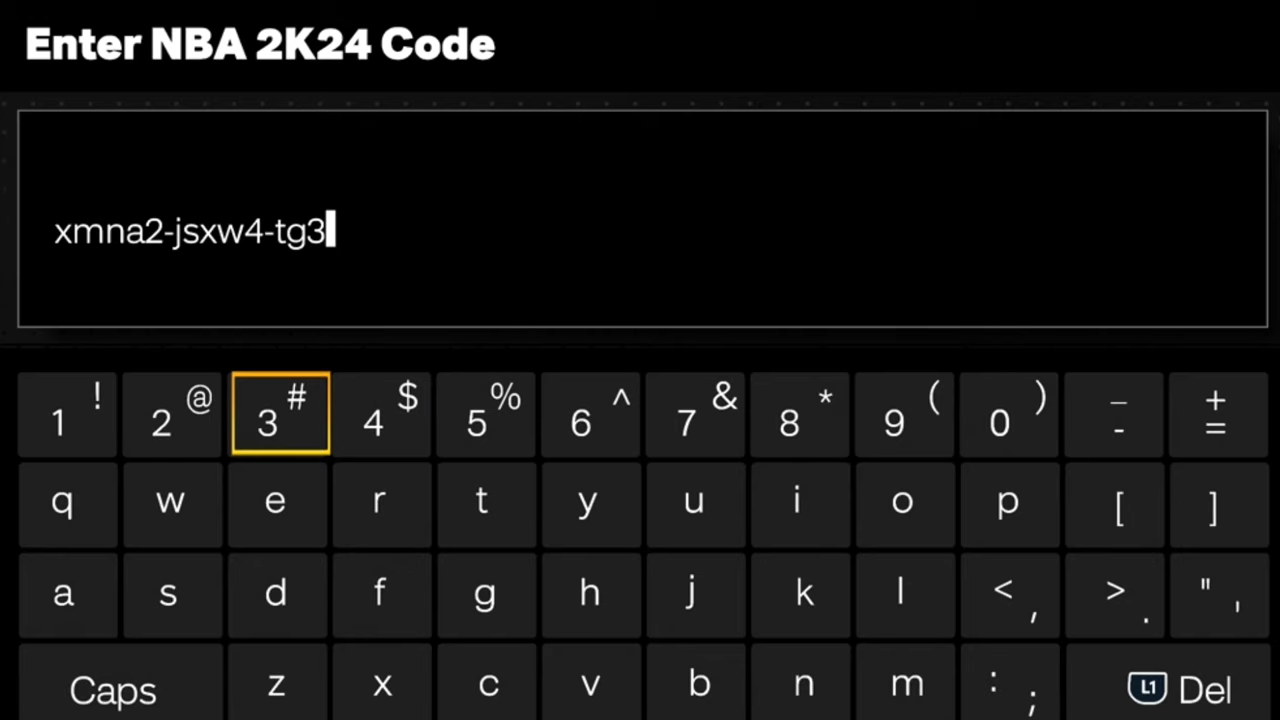 Enter NBA 2K24 Code
xmna2-jsxw4-tg3
1 ! 2 @ 3 # 4 $ 5 % 6 ^ 7 & 8 * 9 ( 0 ) - _ = +
q w e r t y u i o p [ ]
a s d f g h j k l < , > . " '
Caps z x c v b n m : ; L1 Del